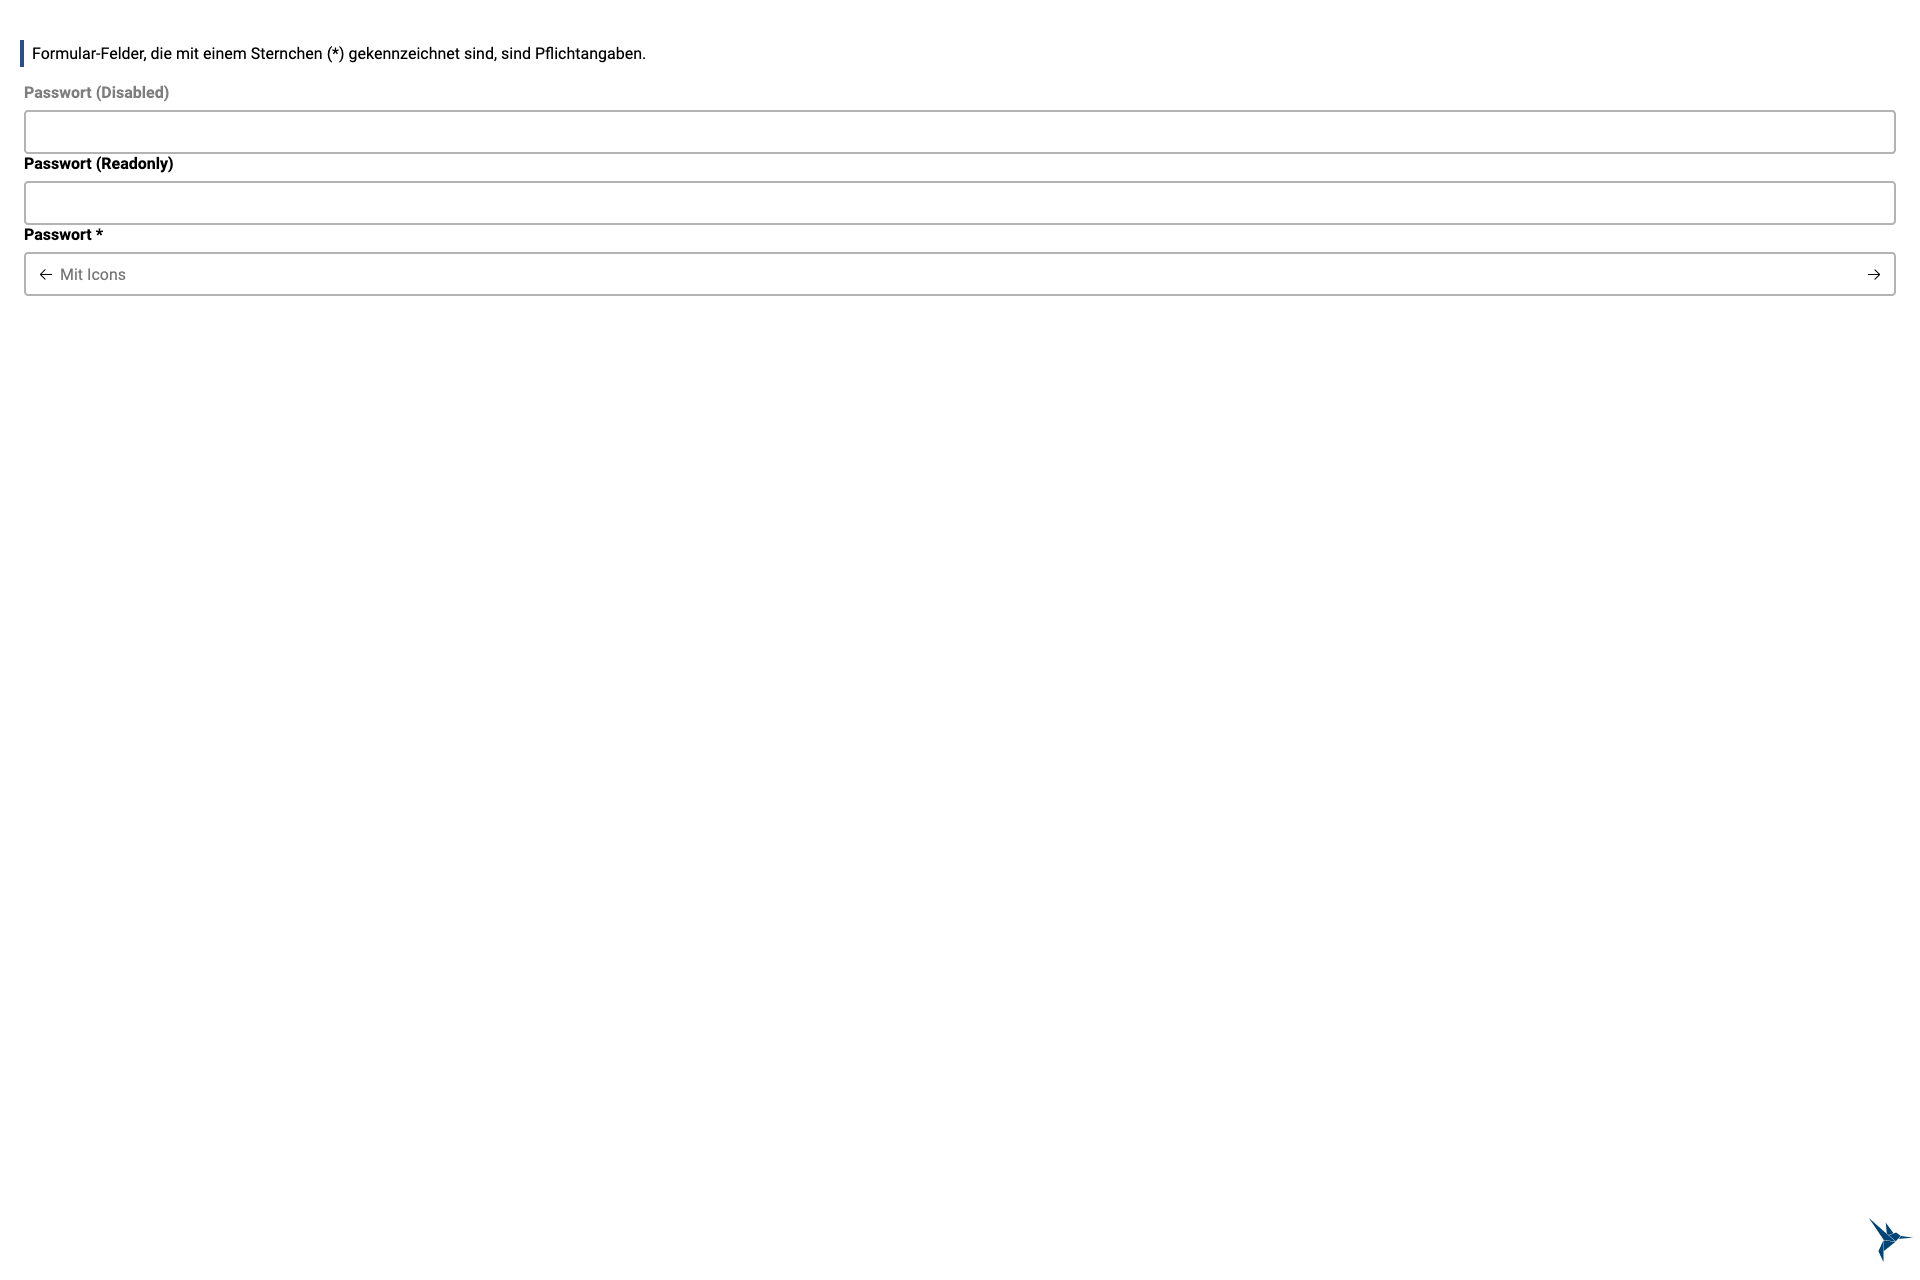 Formular-Felder, die mit einem Sternchen (*) gekennzeichnet sind, sind Pflichtangaben.
Passwort (Disabled)
Passwort (Readonly)
Passwort *
Mit Icons